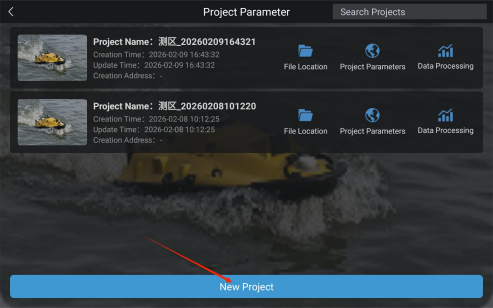 Project Parameter
Search Projects
Project Name：测区_20260209164321
Creation Time：2026-02-09 16:43:32
Update Time：2026-02-09 16:43:32
Creation Address：-
File Location
Project Parameters
Data Processing
Project Name：测区_20260208101220
Creation Time：2026-02-08 10:12:25
Update Time：2026-02-08 10:12:25
Creation Address：-
File Location
Project Parameters
Data Processing
New Project